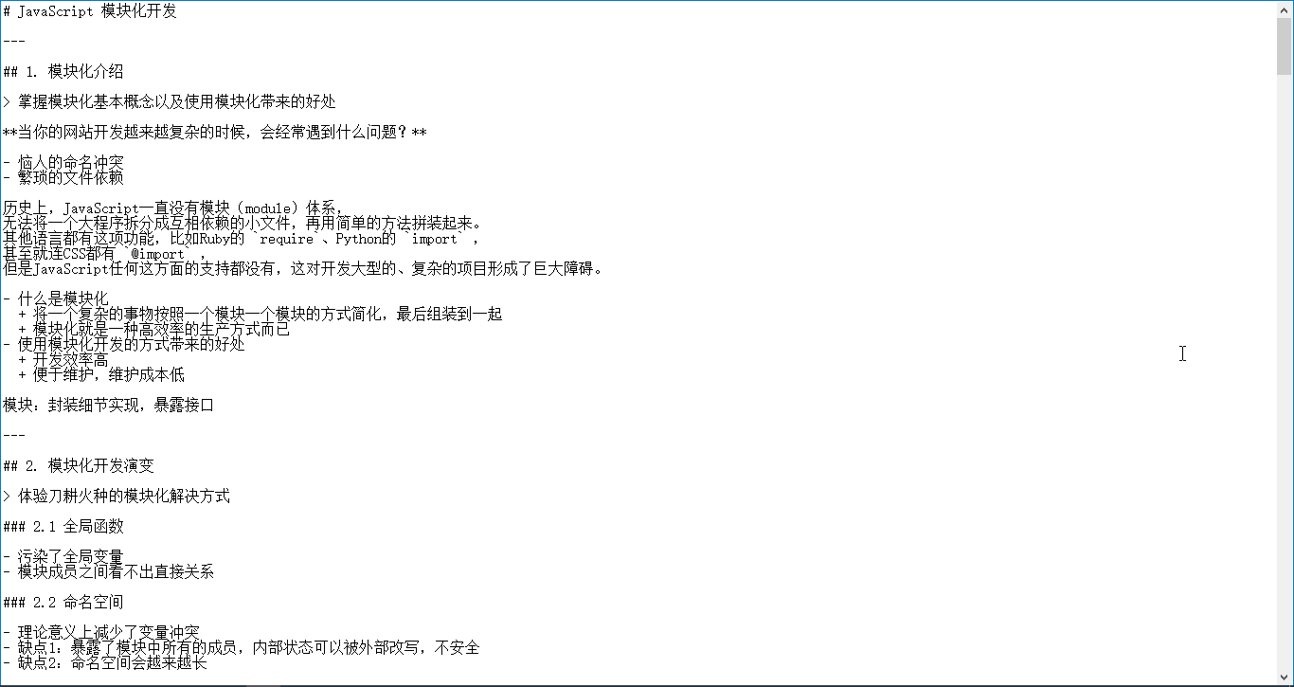 # JavaScript 模块化开发
---
## 1. 模块化介绍
> 掌握模块化基本概念以及使用模块化带来的好处
**当你的网站开发越来越复杂的时候，会经常遇到什么问题？**
- 恼人的命名冲突
- 繁琐的文件依赖
历史上，JavaScript一直没有模块（module）体系，
无法将一个大程序拆分成互相依赖的小文件，再用简单的方法拼装起来。
其他语言都有这项功能，比如Ruby的 `require`、Python的 `import` ，
甚至就连CSS都有 `@import` ，
但是JavaScript任何这方面的支持都没有，这对开发大型的、复杂的项目形成了巨大障碍。
- 什么是模块化
  + 将一个复杂的事物按照一个模块一个模块的方式简化，最后组装到一起
  + 模块化就是一种高效率的生产方式而已
- 使用模块化开发的方式带来的好处
  + 开发效率高
  + 便于维护，维护成本低
模块：封装细节实现，暴露接口
---
## 2. 模块化开发演变
> 体验刀耕火种的模块化解决方式
### 2.1 全局函数
- 污染了全局变量
- 模块成员之间看不出直接关系
### 2.2 命名空间
- 理论意义上减少了变量冲突
- 缺点1：暴露了模块中所有的成员，内部状态可以被外部改写，不安全
- 缺点2：命名空间会越来越长